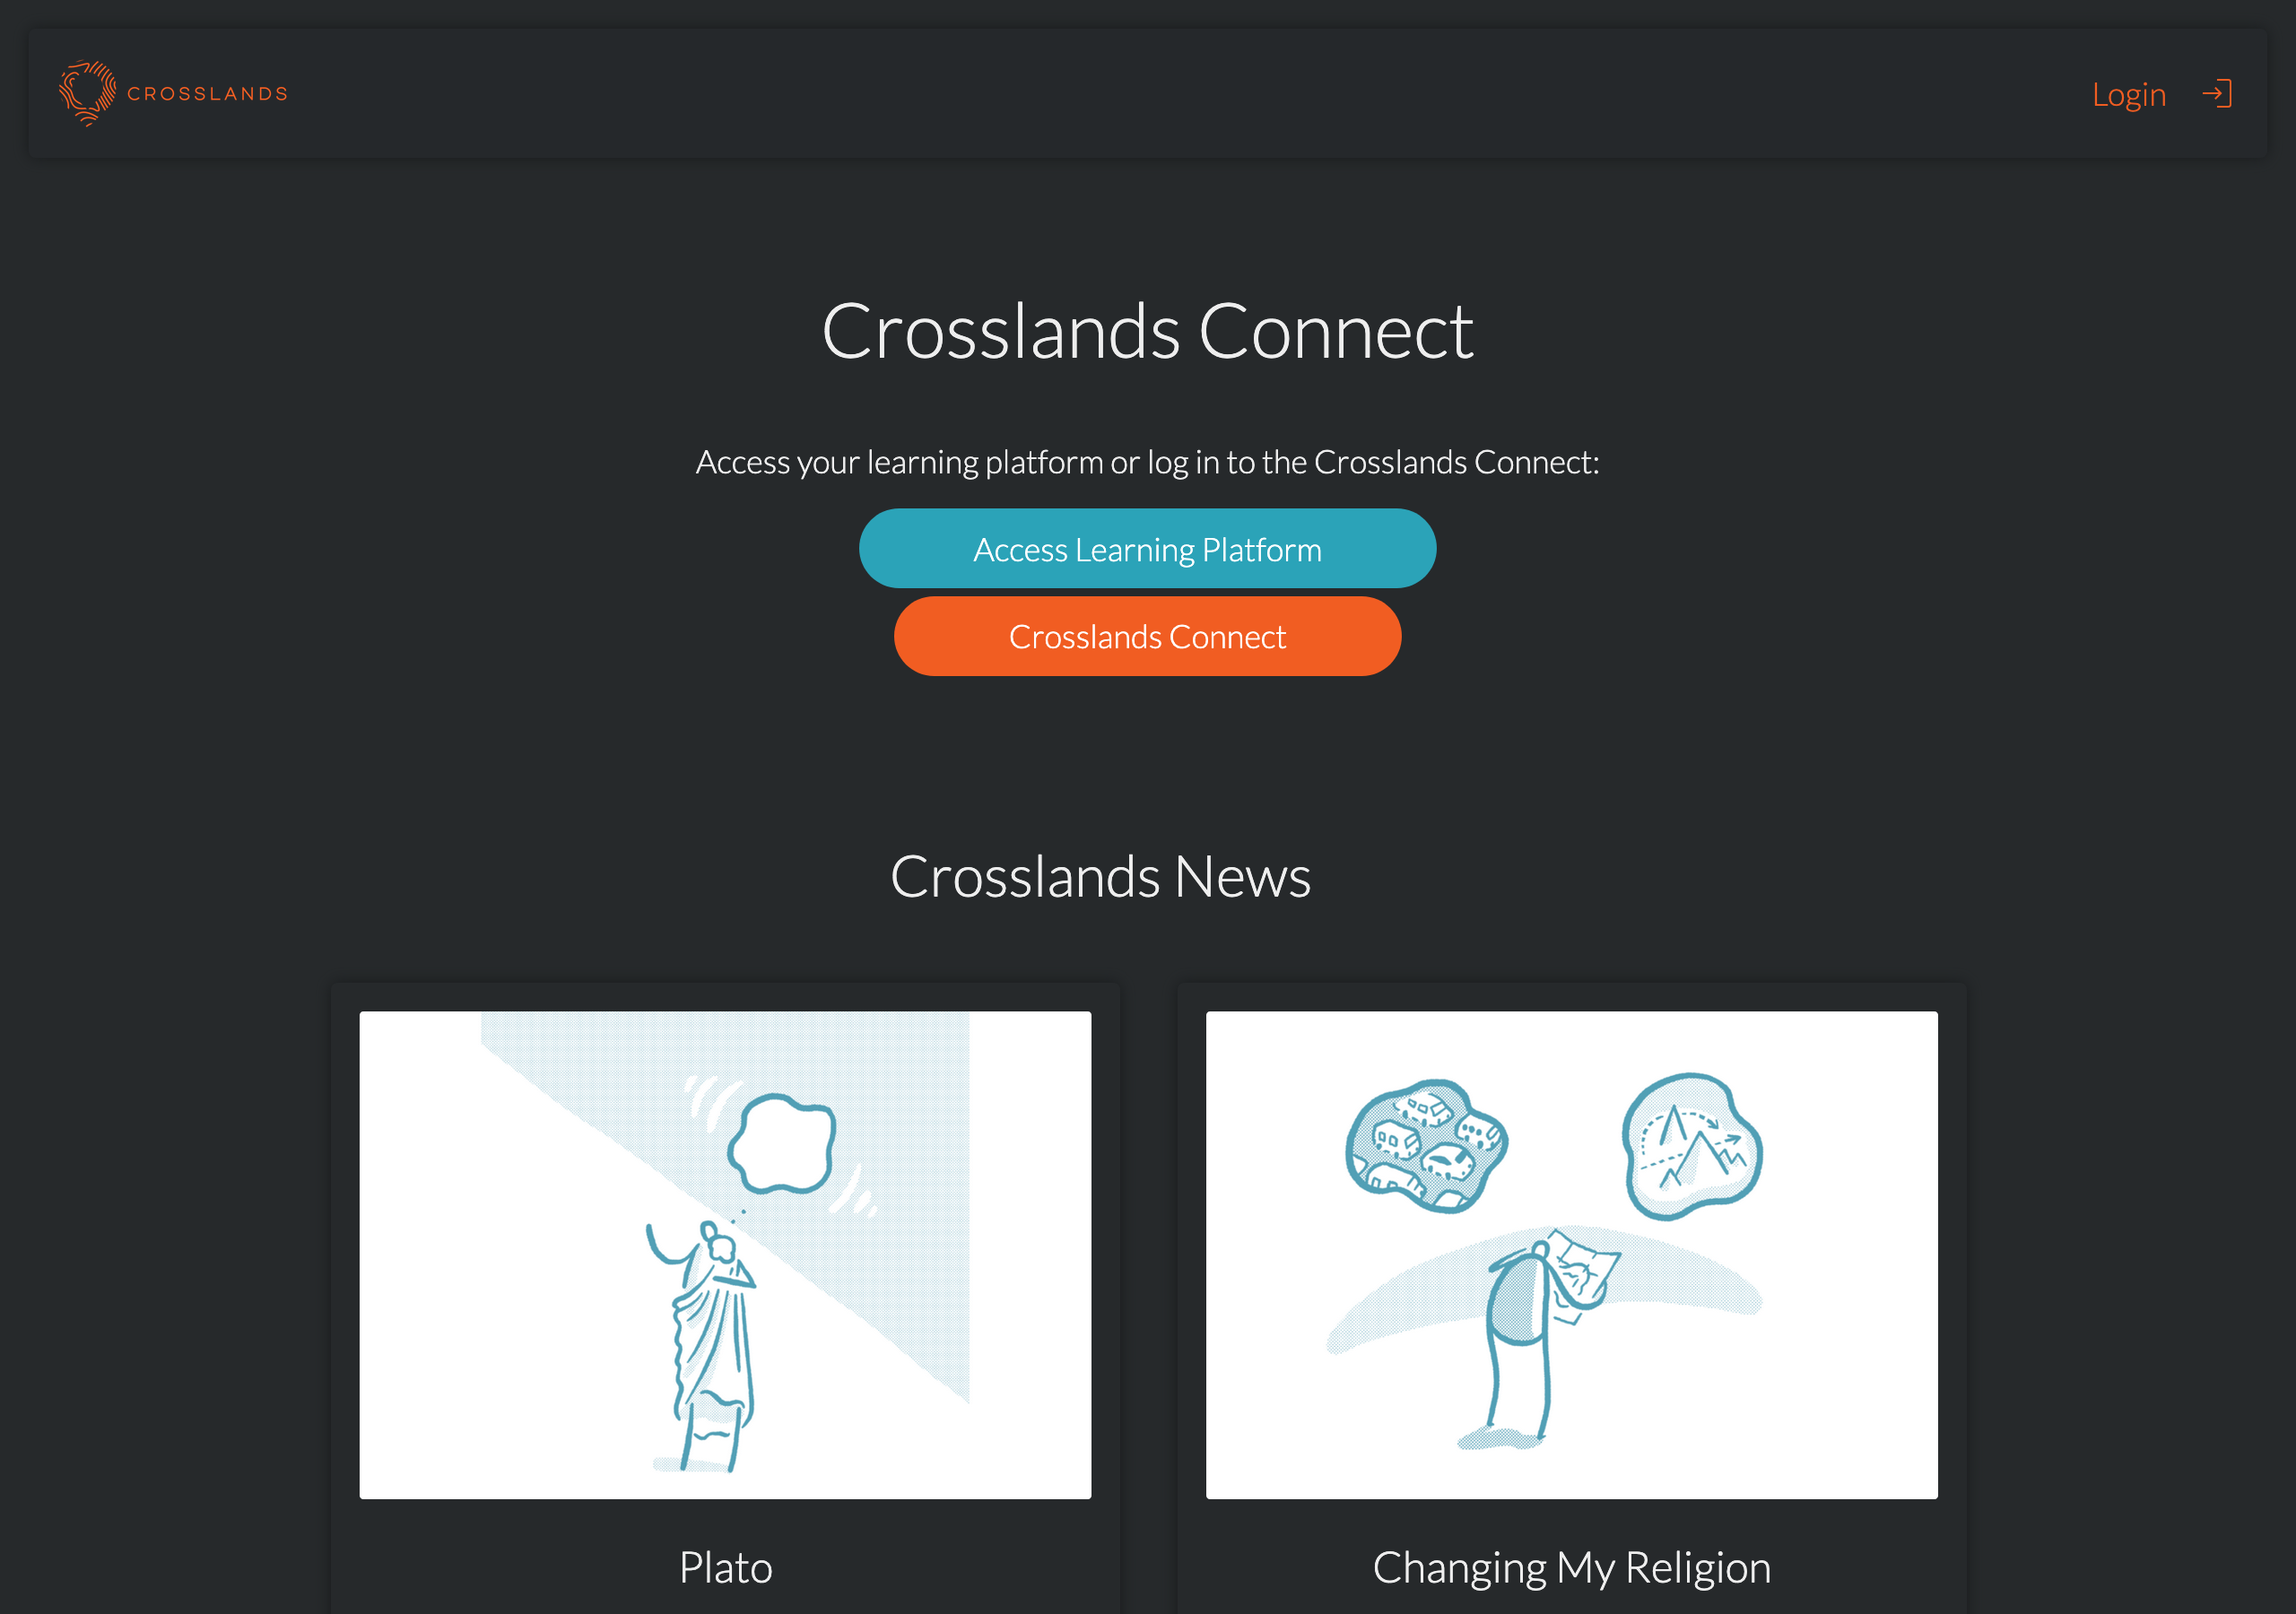 CROSSLANDS
Login
Crosslands Connect
Access your learning platform or log in to the Crosslands Connect:
Access Learning Platform
Crosslands Connect
Crosslands News
Plato
Changing My Religion